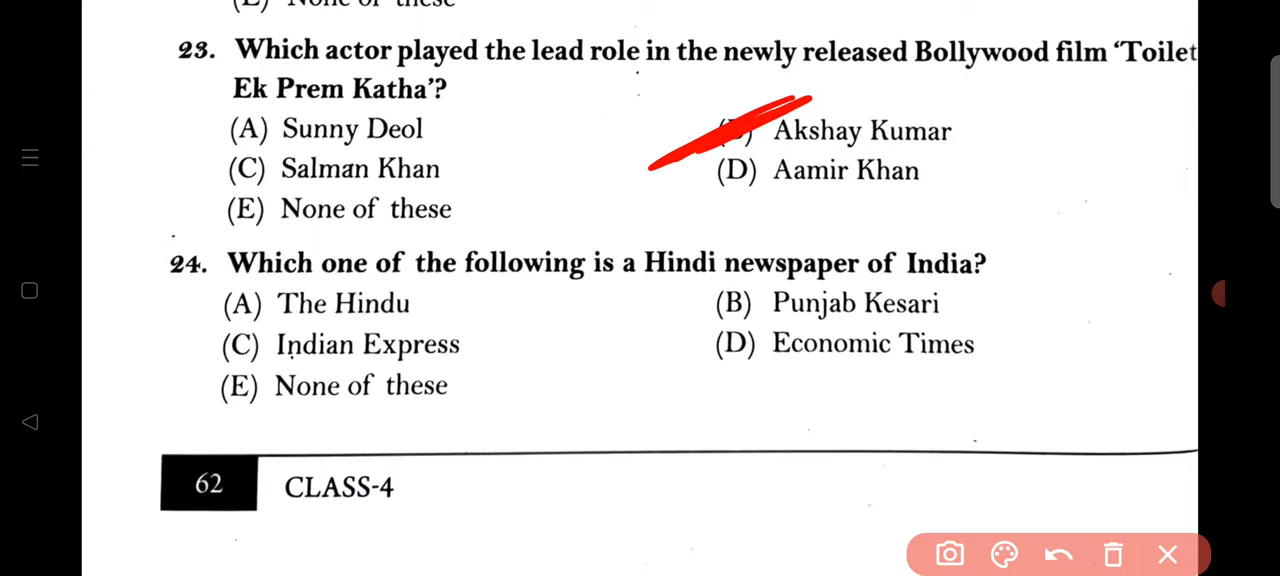 23. Which actor played the lead role in the newly released Bollywood film ‘Toilet
Ek Prem Katha’?
(A) Sunny Deol
Akshay Kumar
(C) Salman Khan
(D) Aamir Khan
(E) None of these
24. Which one of the following is a Hindi newspaper of India?
(A) The Hindu
(B) Punjab Kesari
(C) Indian Express
(D) Economic Times
(E) None of these
62
CLASS-4